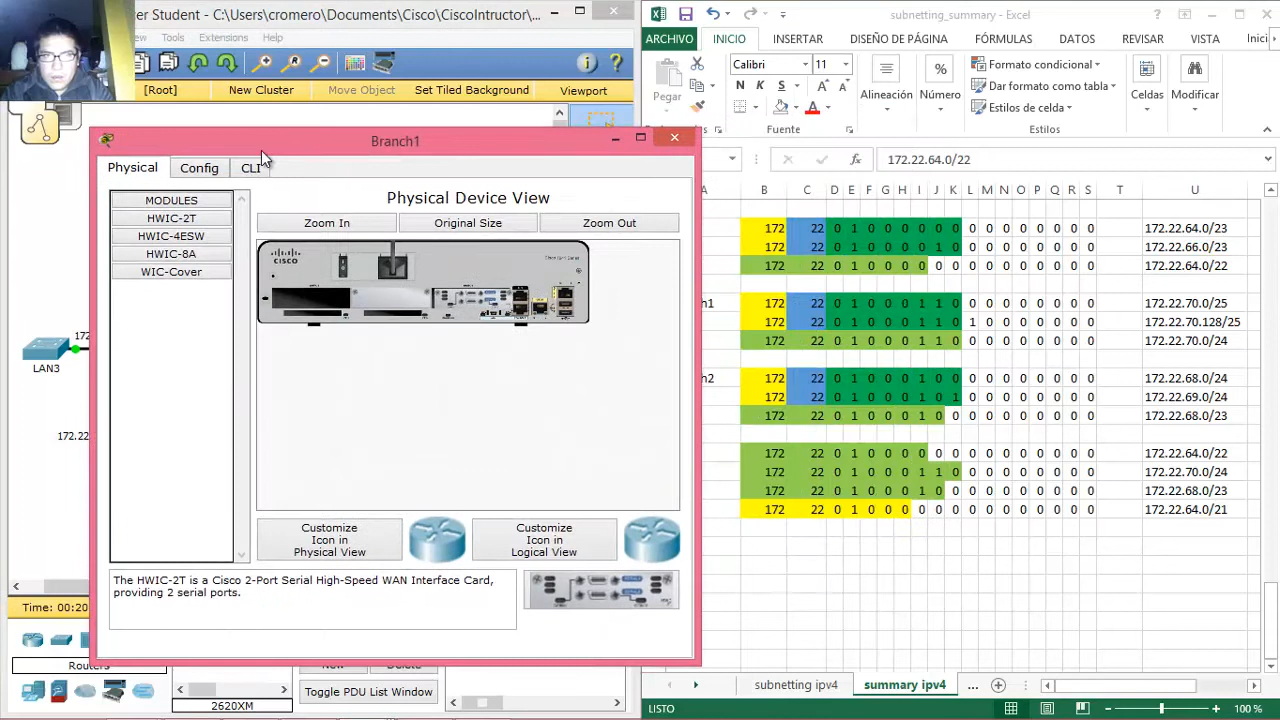 er Student - C:\Users\cromero\Documents\Cisco\CiscoIntructor\...
Tools Extensions
[Root] New Cluster Move Object Set Tiled Background Viewport
LAN3
172.22
Branch1
Physical Config CLI
MODULES
HWIC-2T
HWIC-4ESW
HWIC-8A
WIC-Cover
Physical Device View
Zoom In Original Size Zoom Out
CISCO
Customize
Icon in
Physical View
Customize
Icon in
Logical View
The HWIC-2T is a Cisco 2-Port Serial High-Speed WAN Interface Card,
providing 2 serial ports.
Time: 00:20
Routers
New Delete
Toggle PDU List Window
2620XM
subnetting_summary - Excel
ARCHIVO INICIO INSERTAR DISEÑO DE PÁGINA FÓRMULAS DATOS REVISAR VISTA Inici
Pegar
Calibri 11
N K S
Fuente
Alineación
%
Número
Formato condicional
Dar formato como tabla
Estilos de celda
Estilos
Celdas
Modificar
fx 172.22.64.0/22
A B C D E F G H I J K L M N O P Q R S T U
172 22 0 1 0 0 0 0 0 0 0 0 0 0 0 0 0 0 172.22.64.0/23
172 22 0 1 0 0 0 0 1 0 0 0 0 0 0 0 0 0 172.22.66.0/23
172 22 0 1 0 0 0 0 0 0 0 0 0 0 0 0 0 0 172.22.64.0/22
h1 172 22 0 1 0 0 0 1 1 0 0 0 0 0 0 0 0 0 172.22.70.0/25
172 22 0 1 0 0 0 1 1 0 1 0 0 0 0 0 0 0 172.22.70.128/25
172 22 0 1 0 0 0 1 1 0 0 0 0 0 0 0 0 0 172.22.70.0/24
h2 172 22 0 1 0 0 0 1 0 0 0 0 0 0 0 0 0 0 172.22.68.0/24
172 22 0 1 0 0 0 1 0 1 0 0 0 0 0 0 0 0 172.22.69.0/24
172 22 0 1 0 0 0 1 0 0 0 0 0 0 0 0 0 0 172.22.68.0/23
172 22 0 1 0 0 0 0 0 0 0 0 0 0 0 0 0 0 172.22.64.0/22
172 22 0 1 0 0 0 1 1 0 0 0 0 0 0 0 0 0 172.22.70.0/24
172 22 0 1 0 0 0 1 0 0 0 0 0 0 0 0 0 0 172.22.68.0/23
172 22 0 1 0 0 0 0 0 0 0 0 0 0 0 0 0 0 172.22.64.0/21
subnetting ipv4 summary ipv4 ...
LISTO 100 %